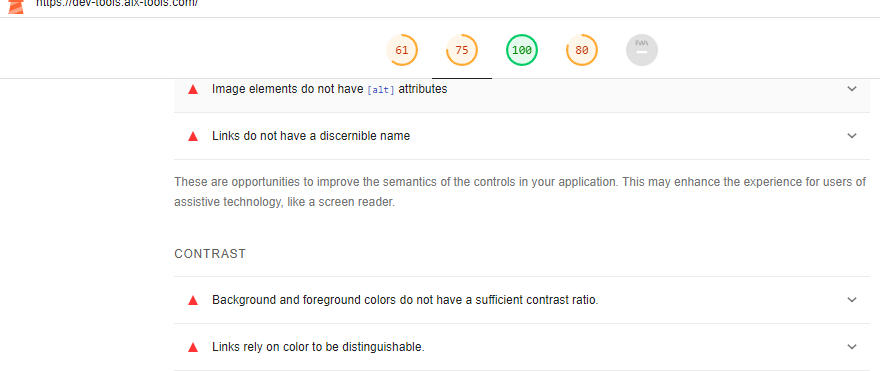 https://dev-tools.aix-tools.com/
61 75 100 80 PWA
Image elements do not have [alt] attributes
Links do not have a discernible name
These are opportunities to improve the semantics of the controls in your application. This may enhance the experience for users of
assistive technology, like a screen reader.
CONTRAST
Background and foreground colors do not have a sufficient contrast ratio.
Links rely on color to be distinguishable.